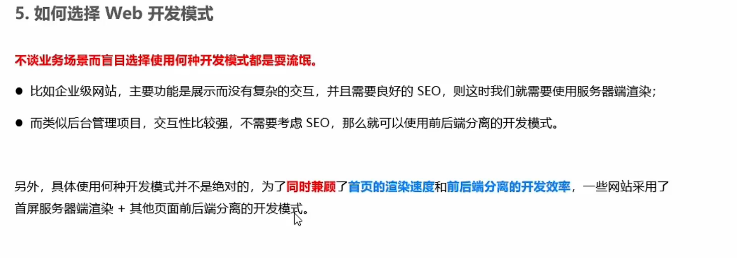 5. 如何选择 Web 开发模式
不谈业务场景而盲目选择使用何种开发模式都是耍流氓。
● 比如企业级网站，主要功能是展示而没有复杂的交互，并且需要良好的 SEO，则这时我们就需要使用服务器端渲染；
● 而类似后台管理项目，交互性比较强，不需要考虑 SEO，那么就可以使用前后端分离的开发模式。
另外，具体使用何种开发模式并不是绝对的，为了同时兼顾了首页的渲染速度和前后端分离的开发效率，一些网站采用了
首屏服务器端渲染 + 其他页面前后端分离的开发模式。